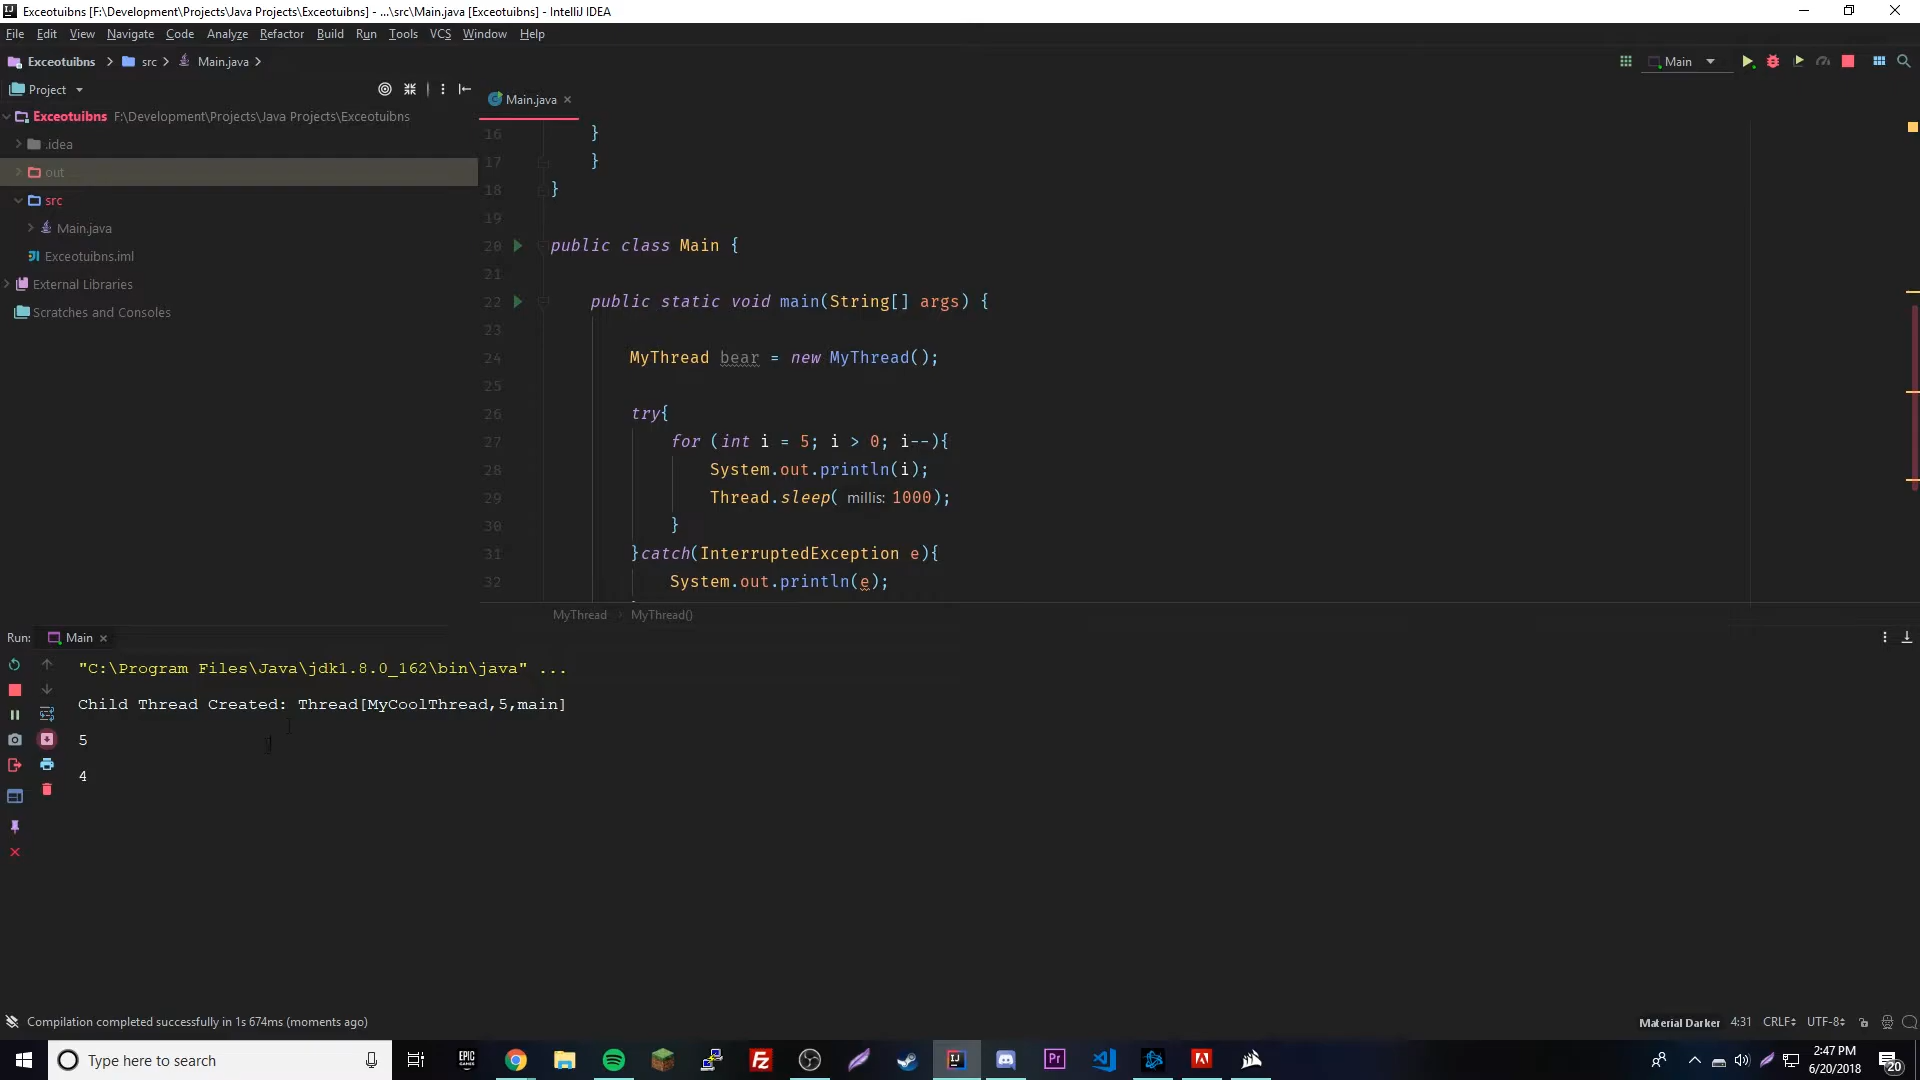 Exceotuibns [F:\Development\Projects\Java Projects\Exceotuibns] - ...\src\Main.java [Exceotuibns] - IntelliJ IDEA
File Edit View Navigate Code Analyze Refactor Build Run Tools VCS Window Help
Exceotuibns src Main.java
Main
Project
Main.java
Exceotuibns F:\Development\Projects\Java Projects\Exceotuibns
.idea
out
src
Main.java
Exceotuibns.iml
External Libraries
Scratches and Consoles
16 }
17 }
18 }
19
20 public class Main {
21
22 public static void main(String[] args) {
23
24 MyThread bear = new MyThread();
25
26 try{
27 for (int i = 5; i > 0; i--){
28 System.out.println(i);
29 Thread.sleep( millis: 1000);
30 }
31 }catch(InterruptedException e){
32 System.out.println(e);
MyThread MyThread()
Run: Main
"C:\Program Files\Java\jdk1.8.0_162\bin\java" ...
Child Thread Created: Thread[MyCoolThread,5,main]
5
4
Compilation completed successfully in 1s 674ms (moments ago)
Material Darker 4:31 CRLF UTF-8
Type here to search
EPIC GAMES
Fz
IJ
Pr
2:47 PM
6/20/2018
20